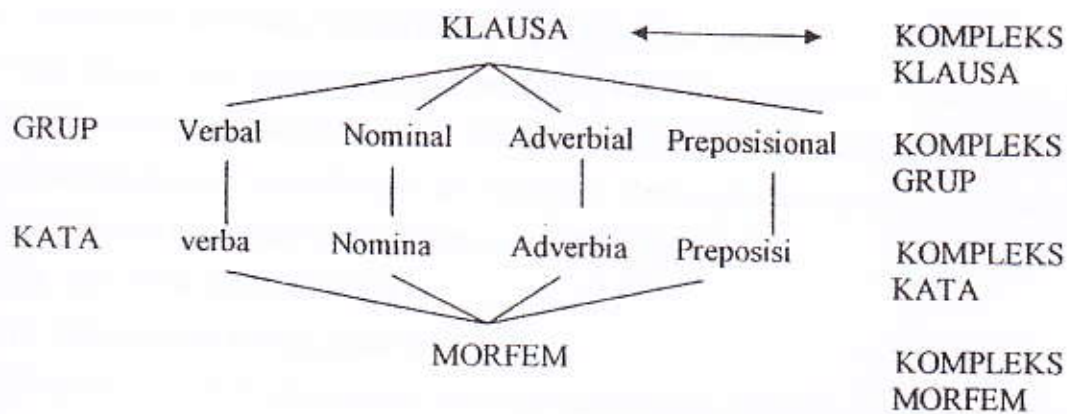 KLAUSA
KOMPLEKS
KLAUSA
GRUP Verbal Nominal Adverbial Preposisional
KOMPLEKS
GRUP
KATA verba Nomina Adverbia Preposisi
KOMPLEKS
KATA
MORFEM
KOMPLEKS
MORFEM